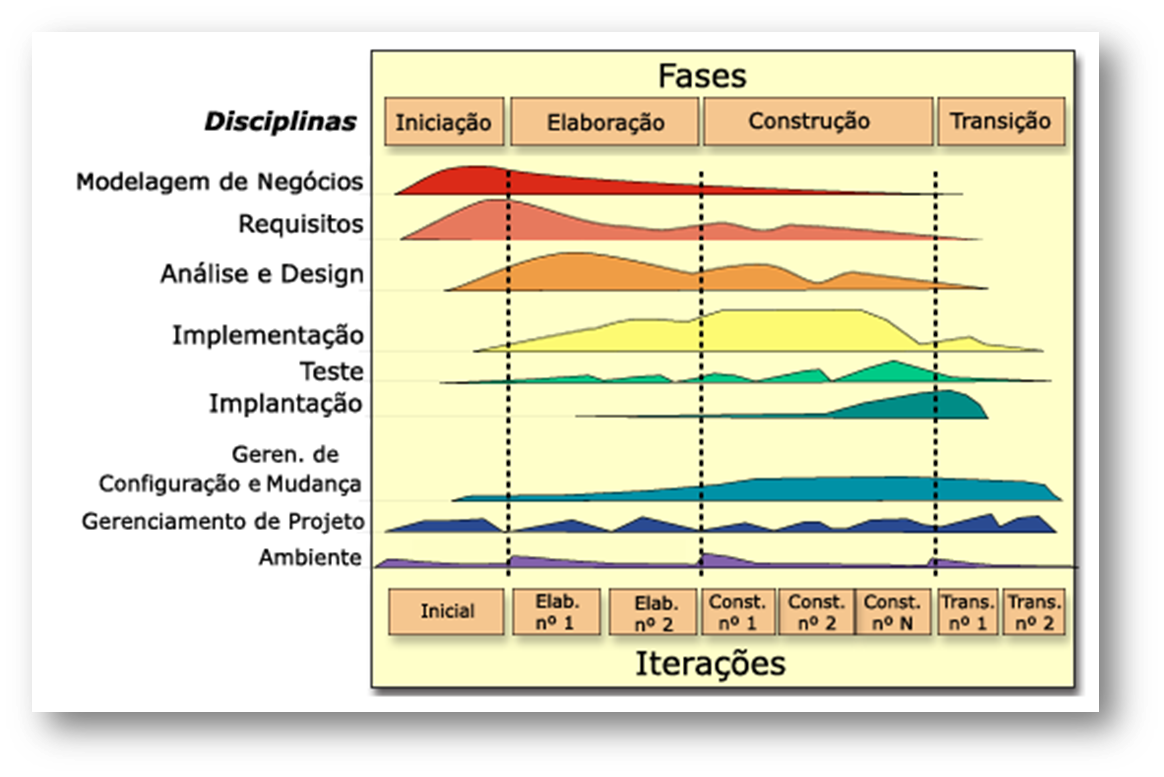 Fases
Disciplinas
Iniciação
Elaboração
Construção
Transição
Modelagem de Negócios
Requisitos
Análise e Design
Implementação
Teste
Implantação
Geren. de
Configuração e Mudança
Gerenciamento de Projeto
Ambiente
Inicial
Elab.
nº 1
Elab.
nº 2
Const.
nº 1
Const.
nº 2
Const.
nº N
Trans.
nº 1
Trans.
nº 2
Iterações